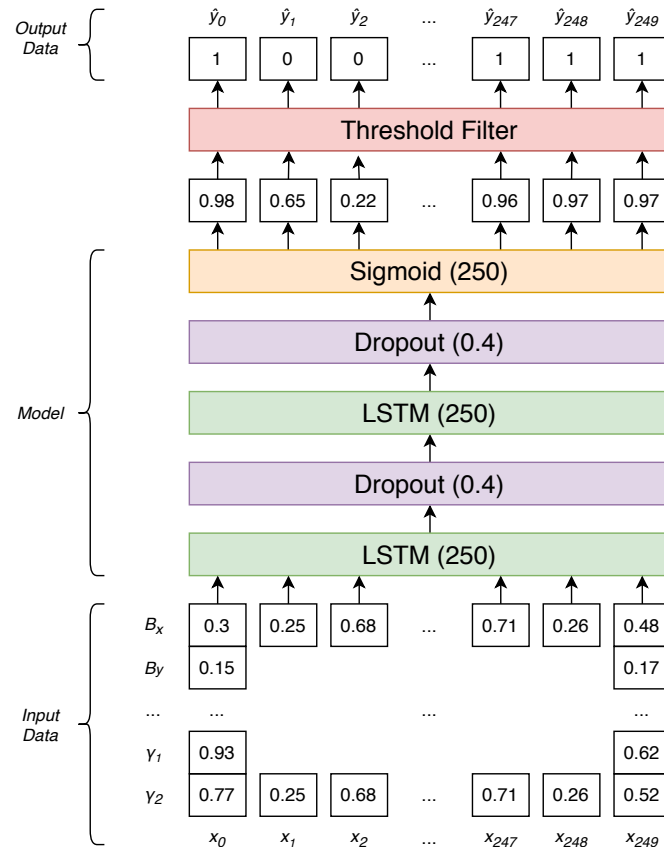 ŷ0 ŷ1 ŷ2 ... ŷ247 ŷ248 ŷ249
Output
Data
1 0 0 ... 1 1 1
Threshold Filter
0.98 0.65 0.22 ... 0.96 0.97 0.97
Sigmoid (250)
Dropout (0.4)
Model
LSTM (250)
Dropout (0.4)
LSTM (250)
Bx 0.3 0.25 0.68 ... 0.71 0.26 0.48
By 0.15 0.17
... ... ... ...
Input
Data
γ1 0.93 0.62
γ2 0.77 0.25 0.68 ... 0.71 0.26 0.52
x0 x1 x2 ... x247 x248 x249